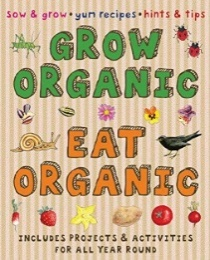 sow & grow • yum recipes • hints & tips
GROW
ORGANIC
EAT
ORGANIC
INCLUDES PROJECTS & ACTIVITIES
FOR ALL YEAR ROUND